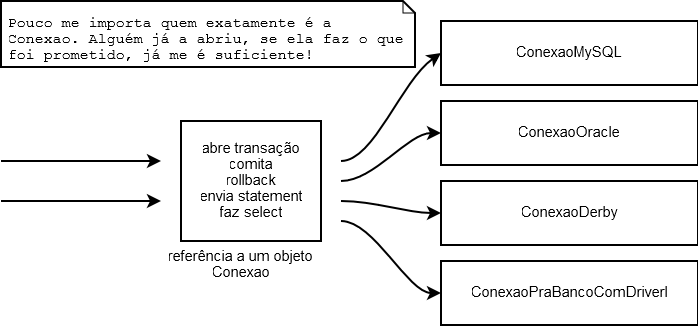 Pouco me importa quem exatamente é a
Conexao. Alguém já a abriu, se ela faz o que
foi prometido, já me é suficiente!
ConexaoMySQL
ConexaoOracle
abre transação
comita
rollback
envia statement
faz select
ConexaoDerby
referência a um objeto
Conexao
ConexaoPraBancoComDriverI